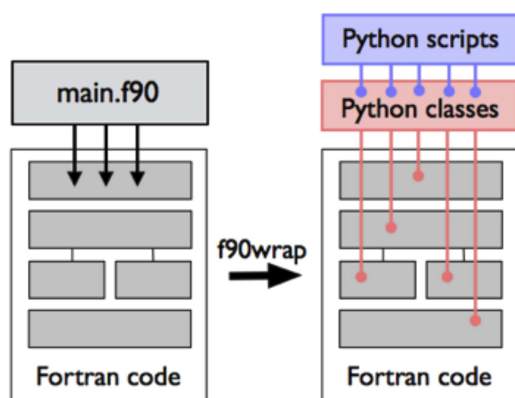 main.f90
Fortran code
f90wrap
Python scripts
Python classes
Fortran code